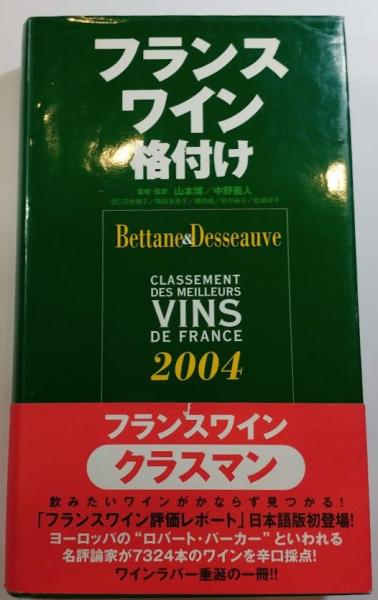 フランス
ワイン
格付け
監修・監訳 山本博／中野義人
Bettane&Desseauve
CLASSEMENT
DES MEILLEURS
VINS
DE FRANCE
2004
フランスワイン
クラスマン
飲みたいワインがかならず見つかる!
「フランスワイン評価レポート」日本語版初登場!
ヨーロッパの“ロバート・パーカー”といわれる
名評論家が7324本のワインを辛口採点!
ワインラバー垂涎の一冊!!